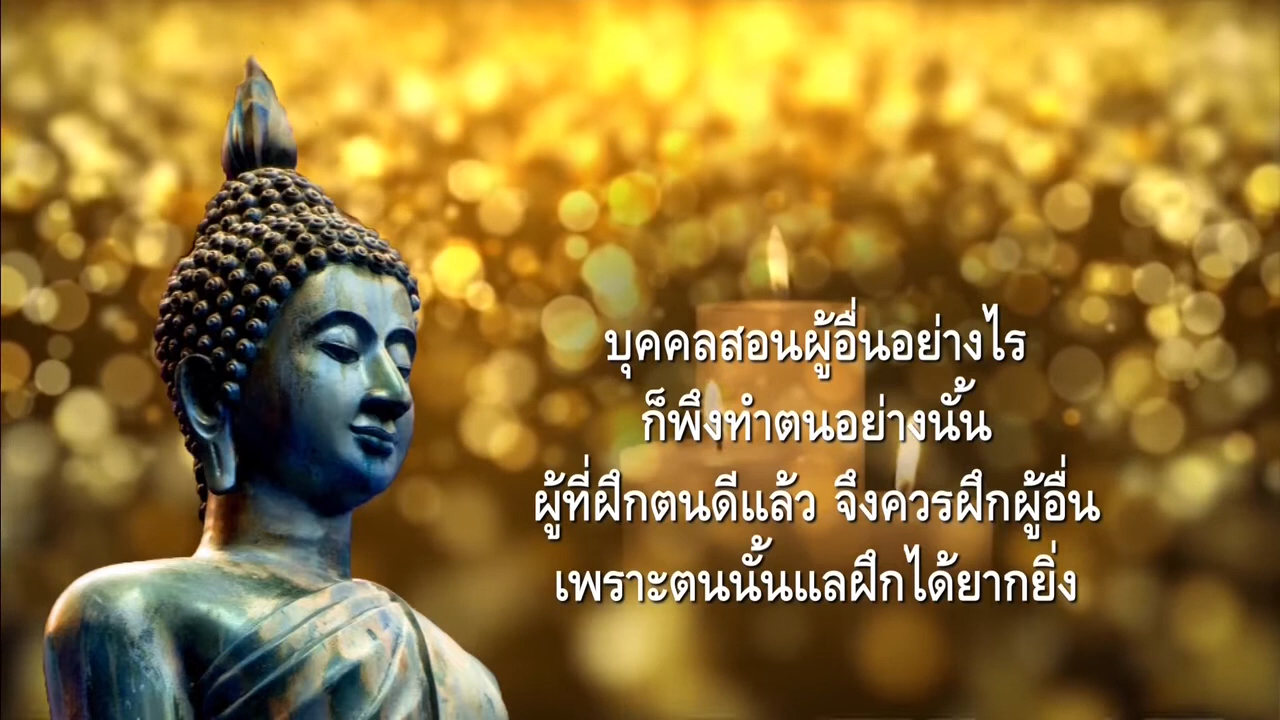 บุคคลสอนผู้อื่นอย่างไร
ก็พึงทำตนอย่างนั้น
ผู้ที่ฝึกตนดีแล้ว จึงควรฝึกผู้อื่น
เพราะตนนั้นแลฝึกได้ยากยิ่ง